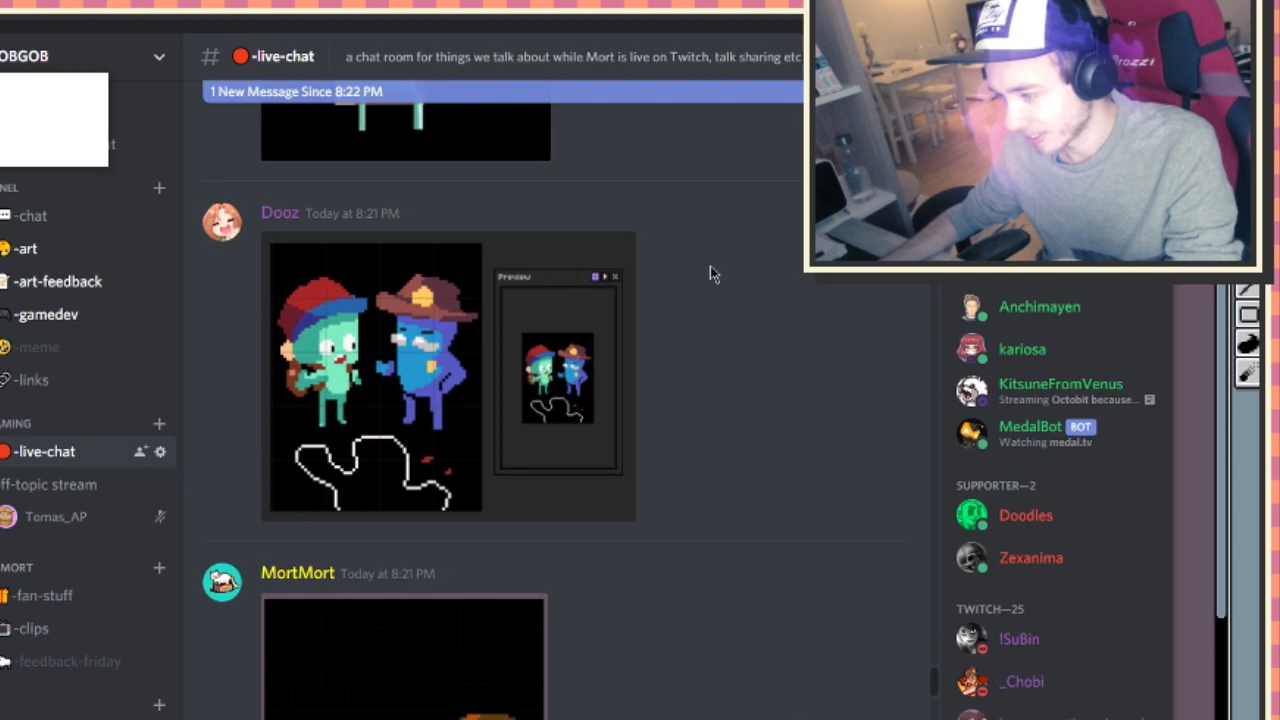 OBGOB
-live-chat
a chat room for things we talk about while Mort is live on Twitch, talk sharing etc
1 New Message Since 8:22 PM
NEL
-chat
-art
-art-feedback
-gamedev
-meme
-links
AMING
-live-chat
ff-topic stream
Tomas_AP
MORT
-fan-stuff
-clips
-feedback-friday
Dooz Today at 8:21 PM
Preview
MortMort Today at 8:21 PM
Anchimayen
kariosa
KitsuneFromVenus
Streaming Octobit because...
MedalBot BOT
Watching medal.tv
SUPPORTER—2
Doodles
Zexanima
TWITCH—25
!SuBin
_Chobi